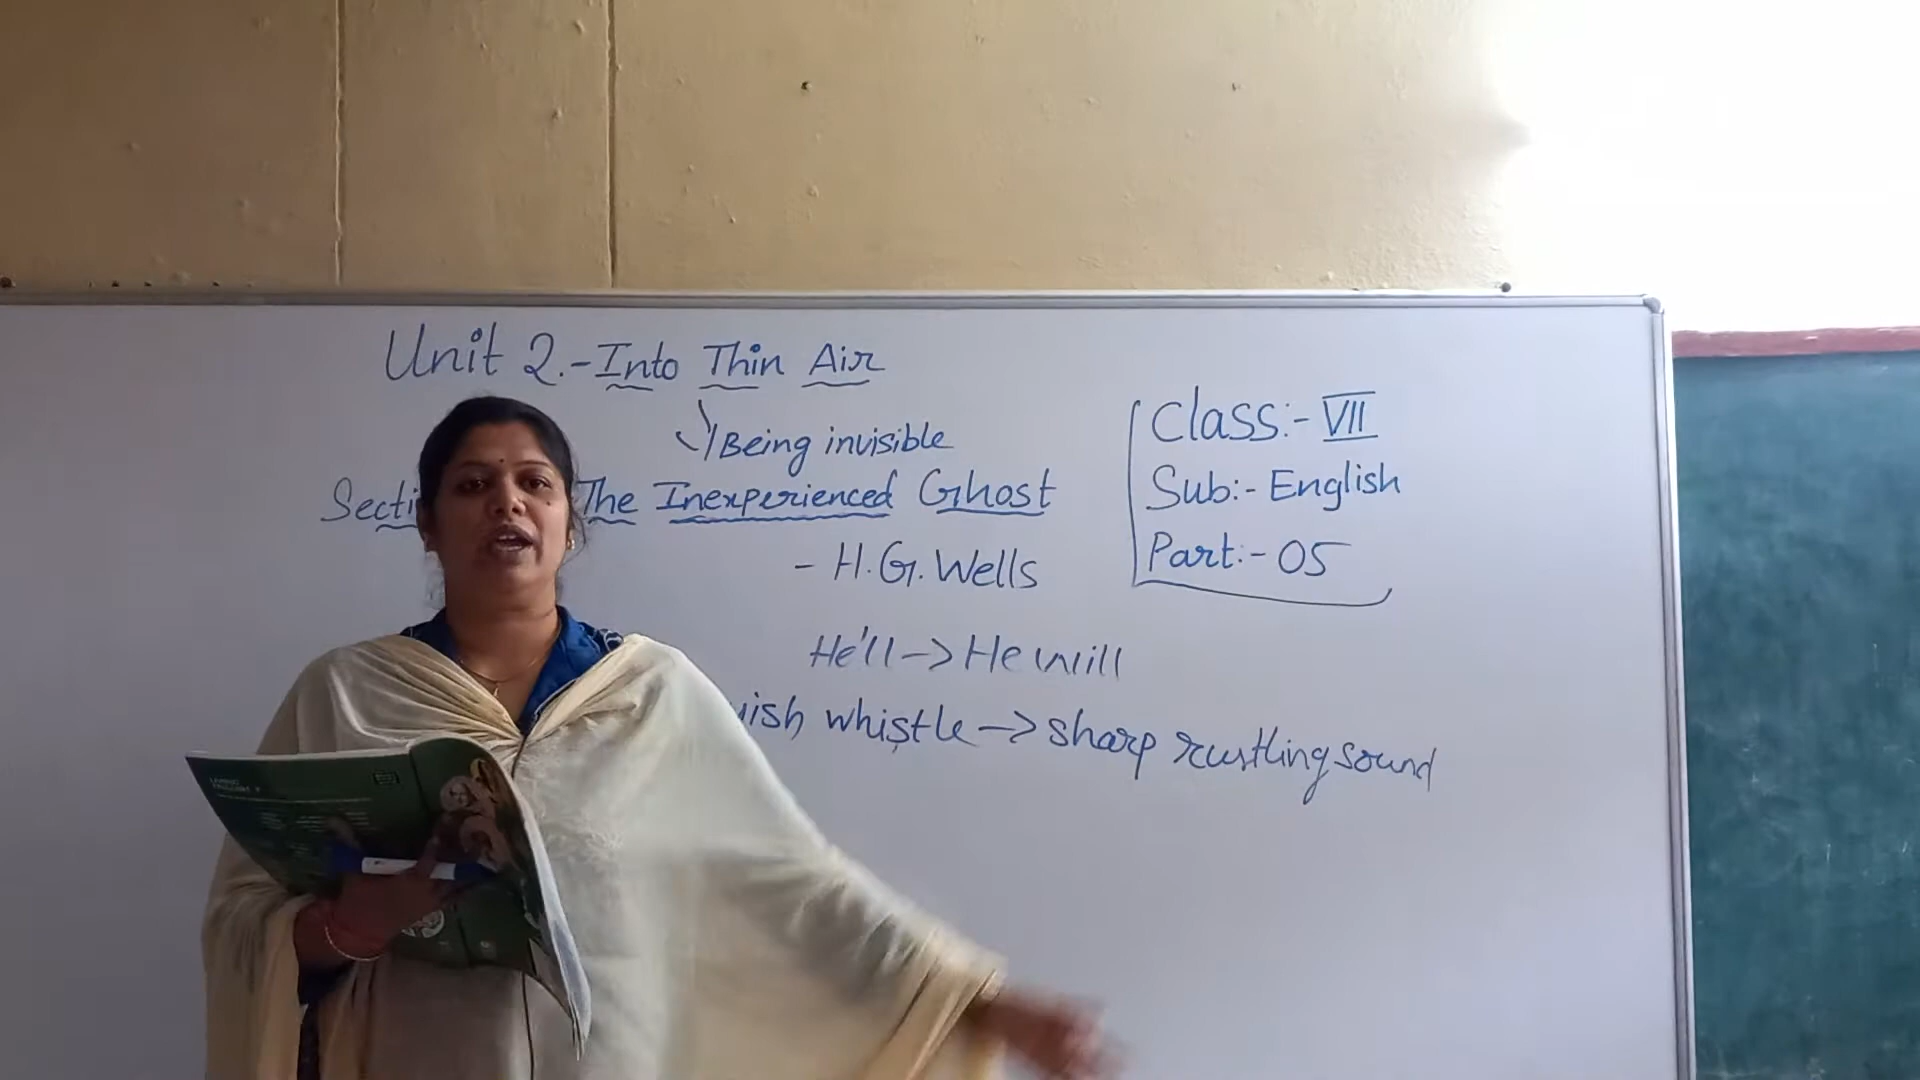 Unit 2.-Into Thin Air
Being invisible
The Inexperienced Ghost
- H.G. Wells
Class:- VII
Sub:- English
Part:- 05
He'll -> He will
whistle -> sharp rustling sound